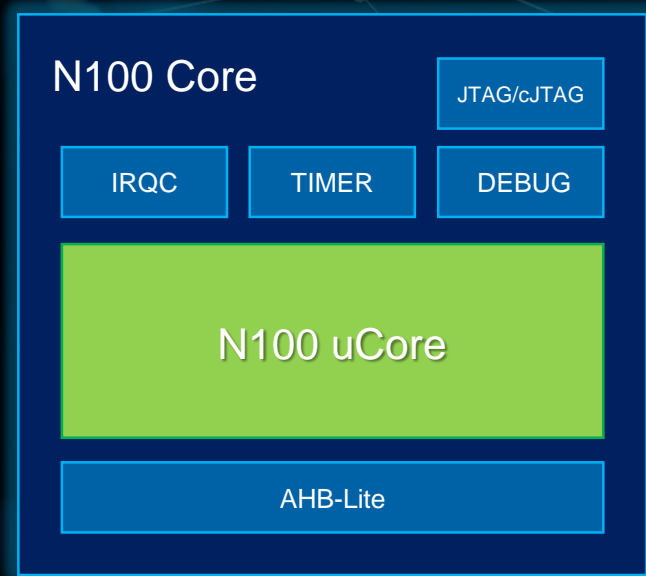 N100 Core
JTAG/cJTAG
IRQC
TIMER
DEBUG
N100 uCore
AHB-Lite